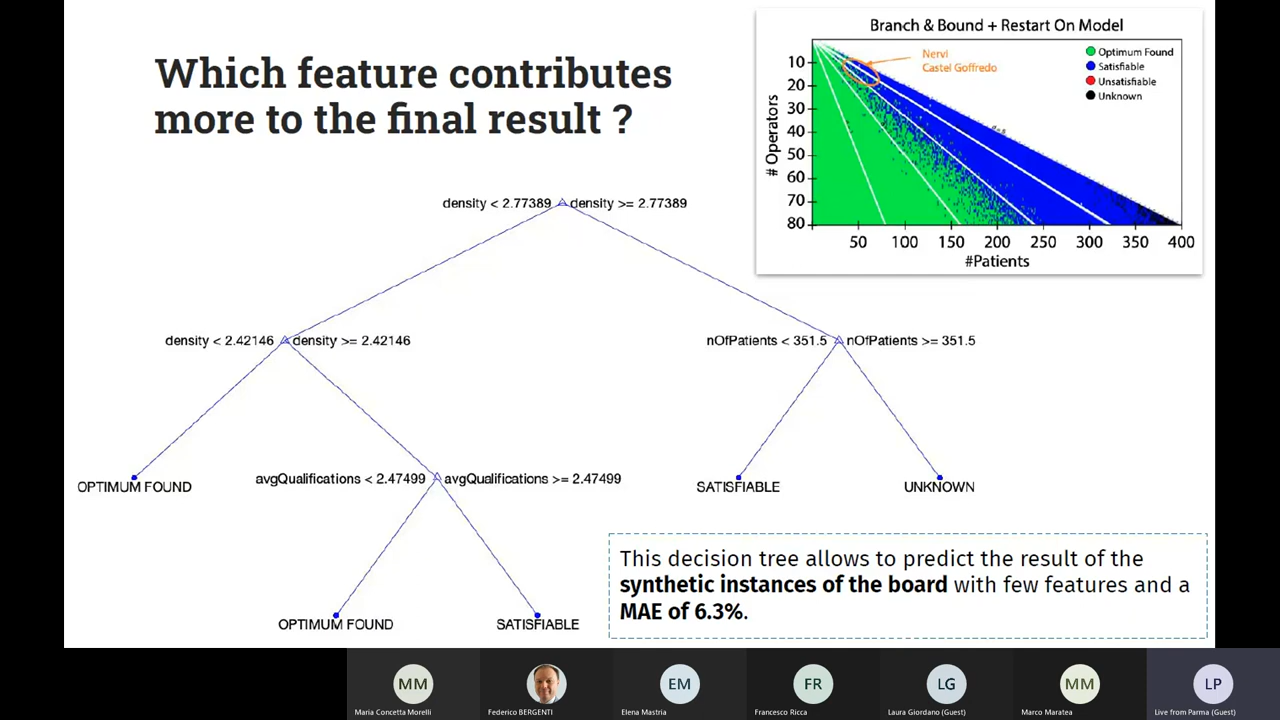 Which feature contributes
more to the final result ?
Branch & Bound + Restart On Model
Nervi
Castel Goffredo
Optimum Found
Satisfiable
Unsatisfiable
Unknown
# Operators
10
20
30
40
50
60
70
80
50 100 150 200 250 300 350 400
#Patients
density < 2.77389 density >= 2.77389
density < 2.42146 density >= 2.42146
nOfPatients < 351.5 nOfPatients >= 351.5
OPTIMUM FOUND
avgQualifications < 2.47499 avgQualifications >= 2.47499
SATISFIABLE
UNKNOWN
OPTIMUM FOUND
SATISFIABLE
This decision tree allows to predict the result of the
synthetic instances of the board with few features and a
MAE of 6.3%.
MM
EM
FR
LG
MM
LP
Maria Concetta Morelli
Federico BERGENTI
Elena Mastria
Francesco Ricca
Laura Giordano (Guest)
Marco Maratea
Live from Parma (Guest)